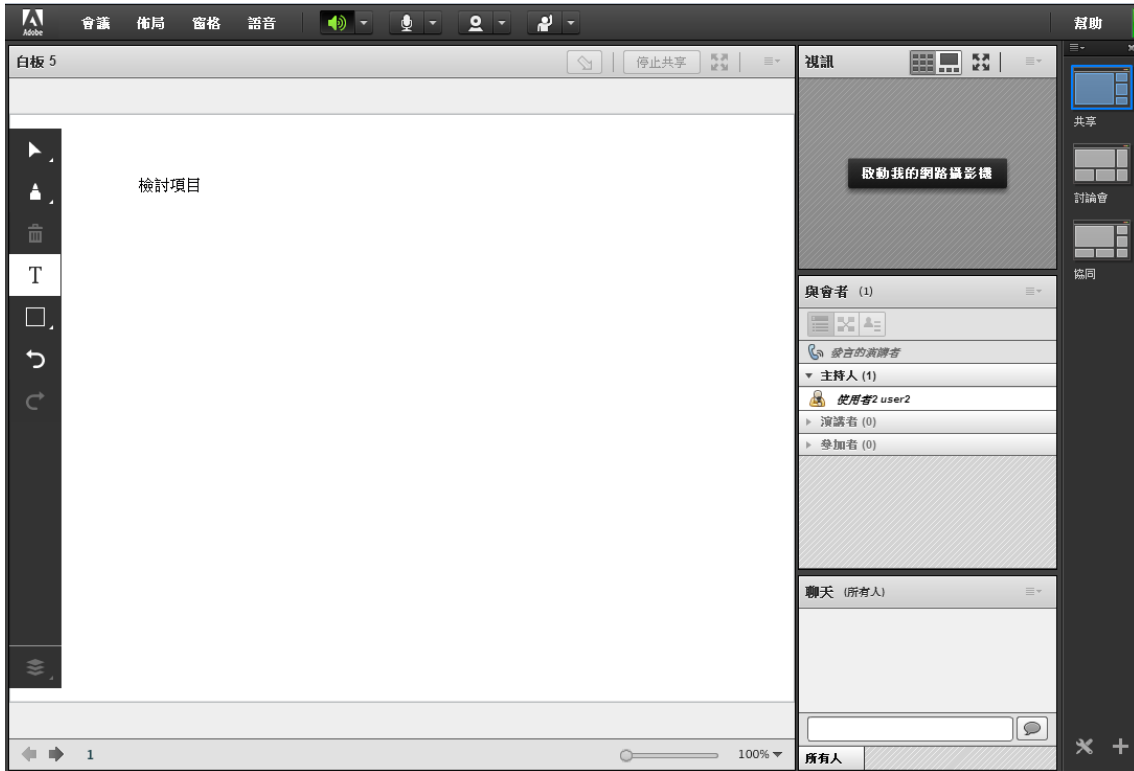 Adobe
會議 佈局 窗格 語音 幫助
白板 5
停止共享
檢討項目
T
1
100%
視訊
啟動我的網路攝影機
與會者 (1)
發言的演講者
主持人 (1)
使用者2 user2
演講者 (0)
參加者 (0)
聊天 (所有人)
所有人
共享
討論會
協同